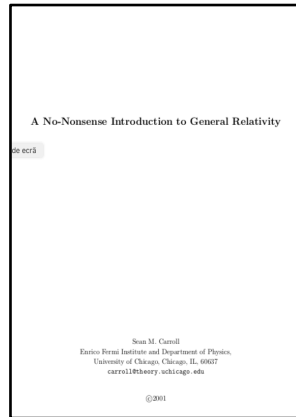 A No-Nonsense Introduction to General Relativity
de ecrã
Sean M. Carroll
Enrico Fermi Institute and Department of Physics,
University of Chicago, Chicago, IL, 60637
carroll@theory.uchicago.edu
©2001